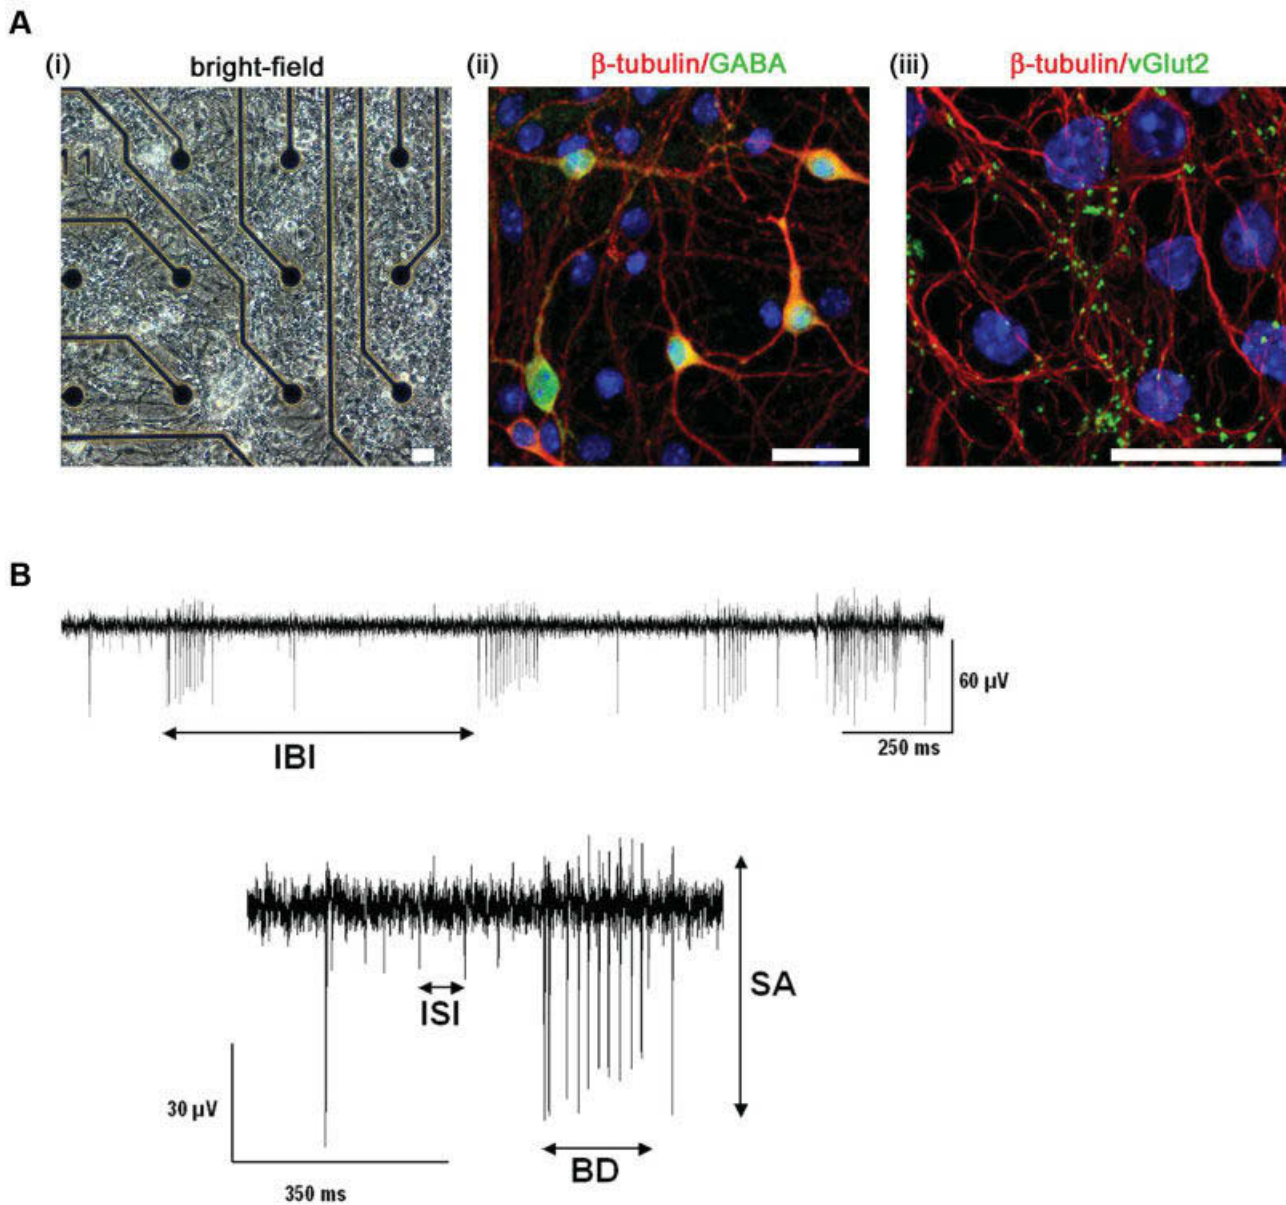 A
(i) bright-field
(ii) β-tubulin/GABA
(iii) β-tubulin/vGlut2
11
B
60 µV
250 ms
IBI
ISI
SA
30 µV
BD
350 ms